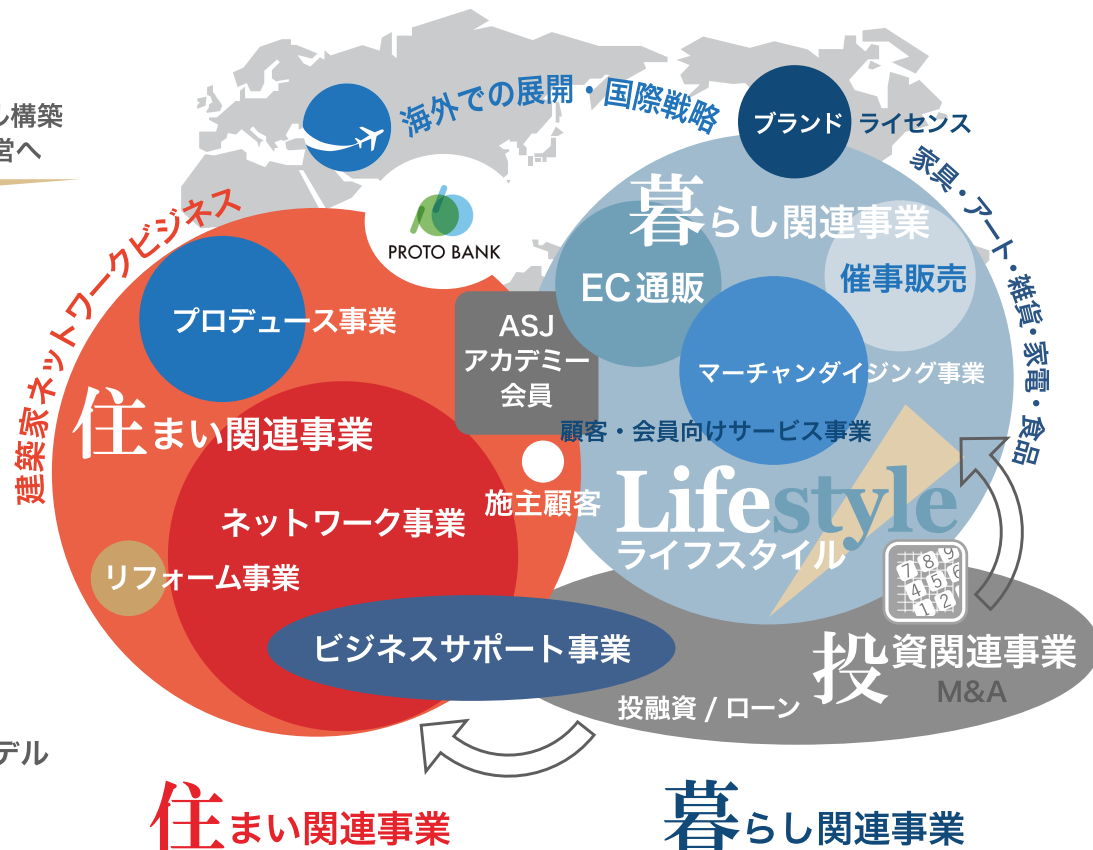 ル構築
営へ
海外での展開・国際戦略
ブランド ライセンス
家具・アート・雑貨・家電・食品
建築家ネットワークビジネス
PROTO BANK
暮らし関連事業
EC通販
催事販売
プロデュース事業
ASJ
アカデミー
会員
マーチャンダイジング事業
住まい関連事業
顧客・会員向けサービス事業
施主顧客
Lifestyle
ライフスタイル
ネットワーク事業
リフォーム事業
7 8 9
4 5 6
1 2
ビジネスサポート事業
投資関連事業
M&A
投融資 / ローン
デル
住まい関連事業
暮らし関連事業